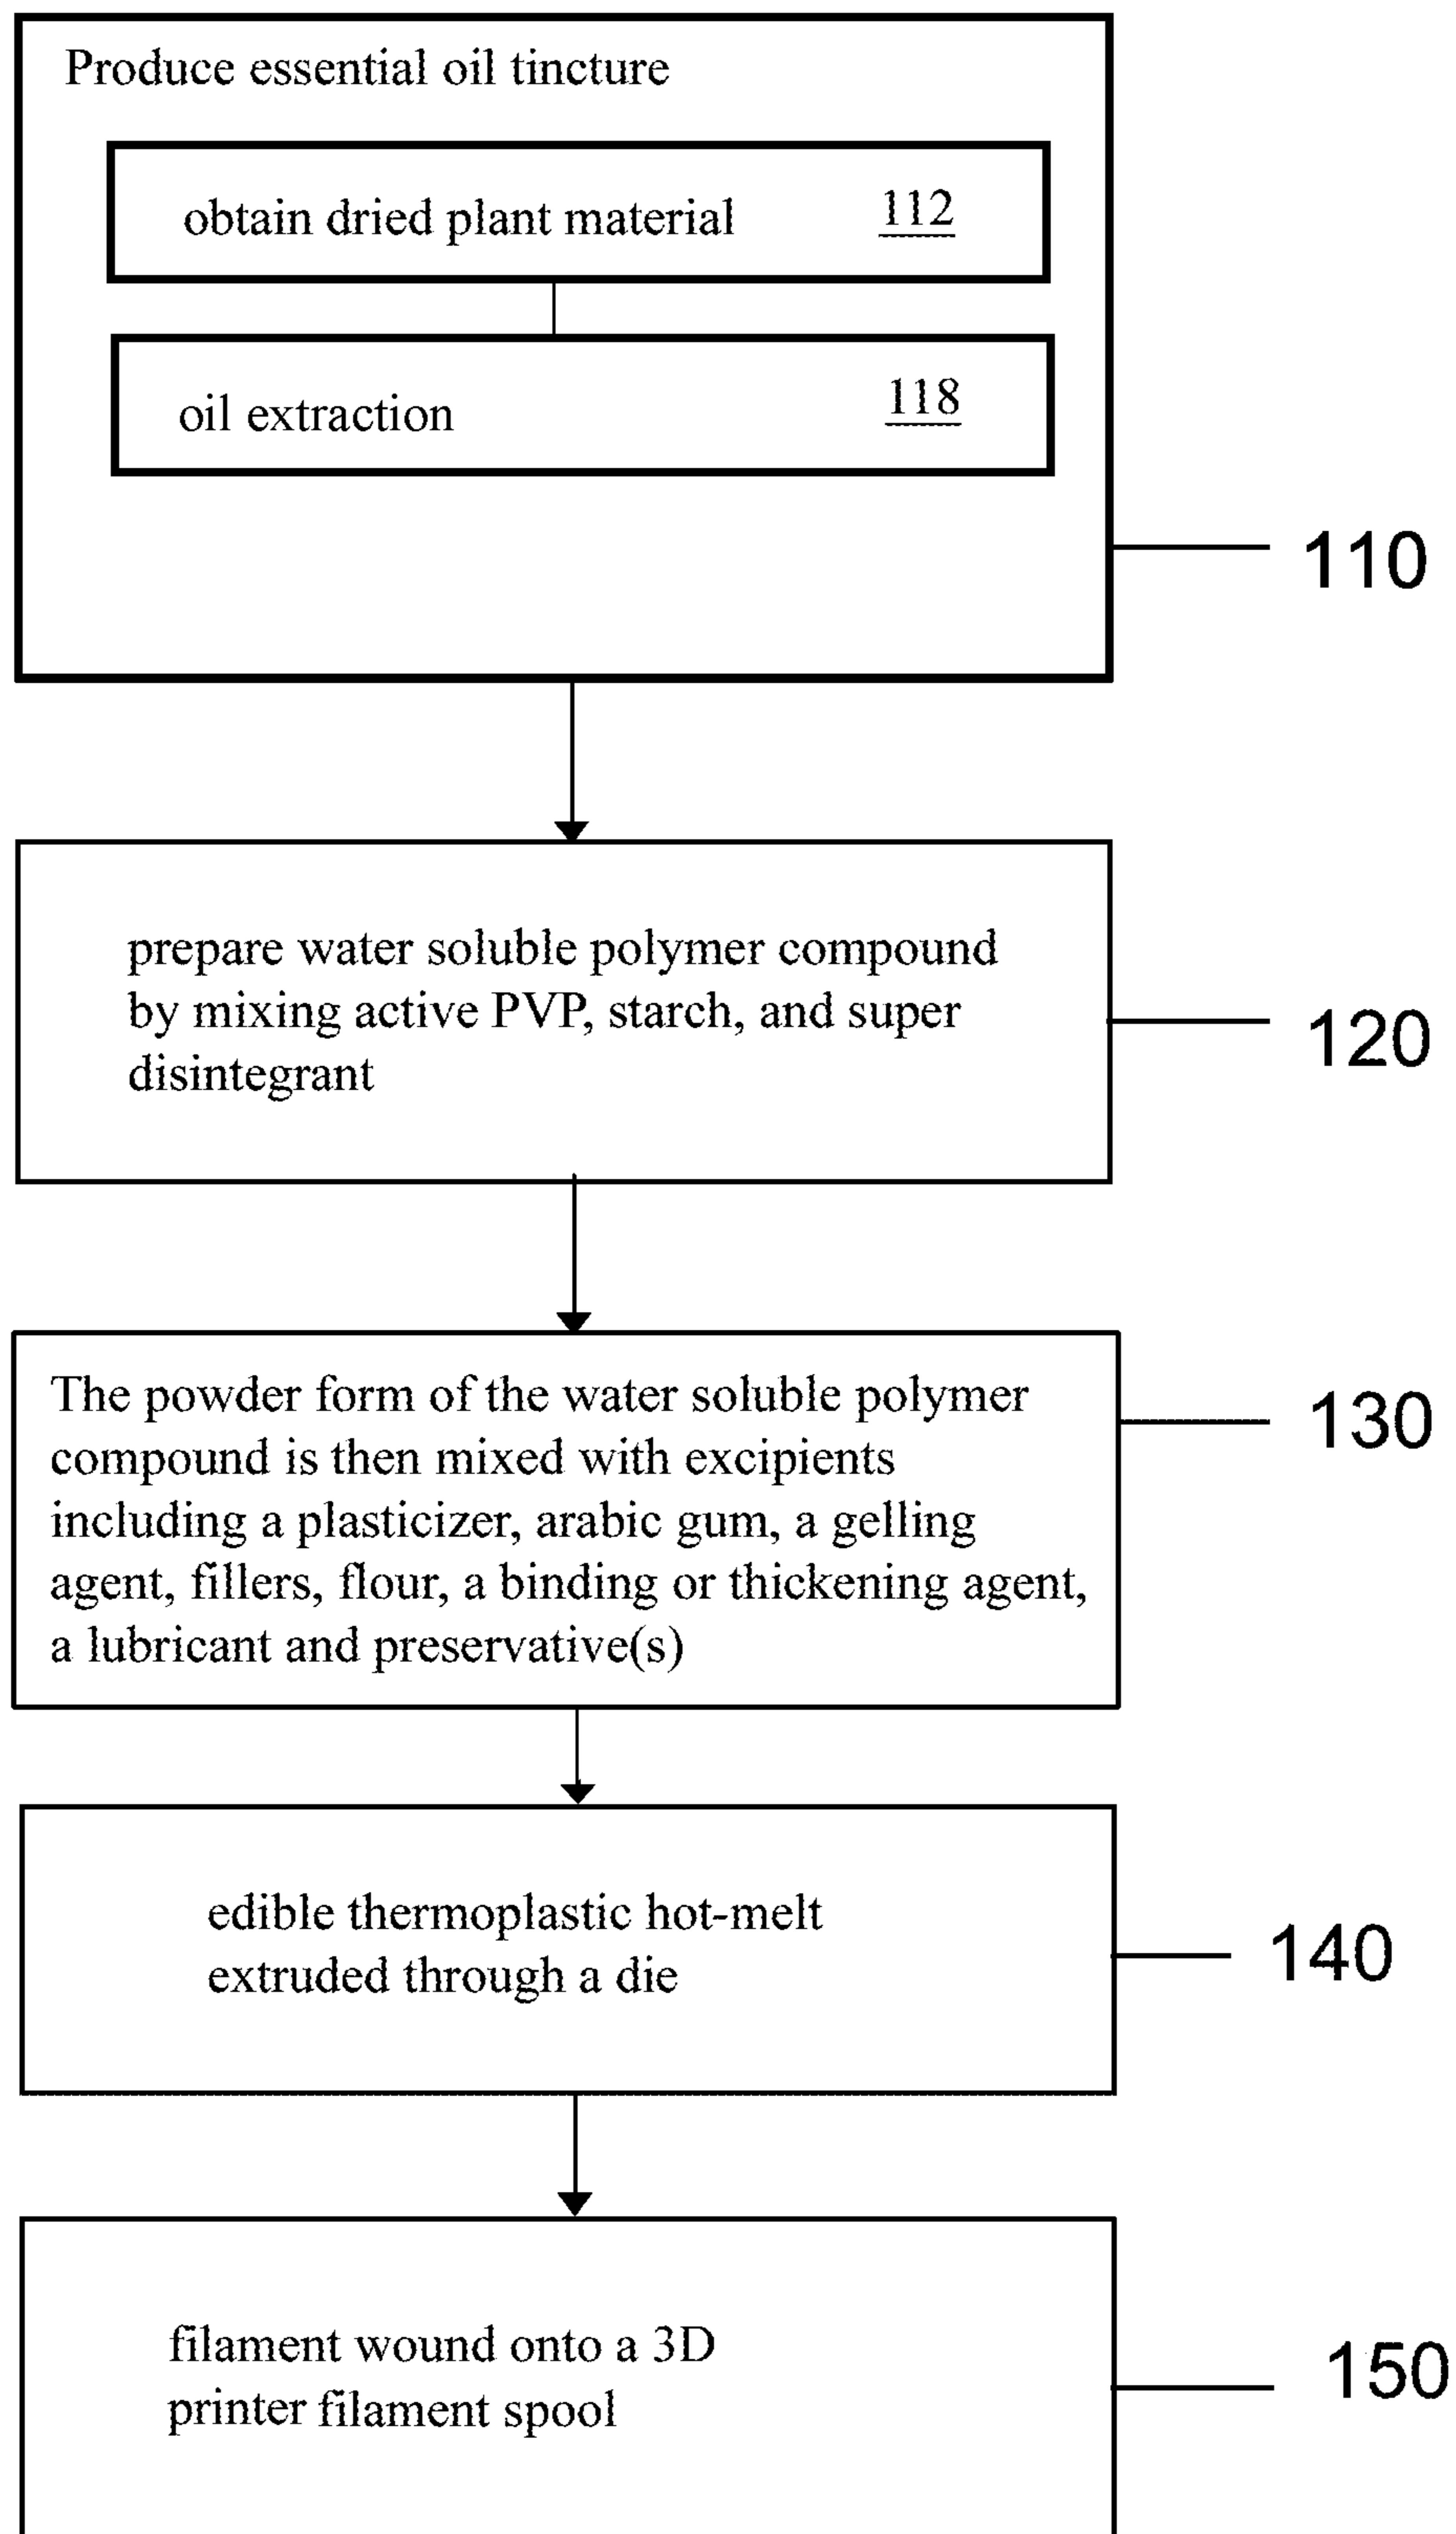 Produce essential oil tincture
obtain dried plant material 112
oil extraction 118
110
prepare water soluble polymer compound
by mixing active PVP, starch, and super
disintegrant
120
The powder form of the water soluble polymer
compound is then mixed with excipients
including a plasticizer, arabic gum, a gelling
agent, fillers, flour, a binding or thickening agent,
a lubricant and preservative(s)
130
edible thermoplastic hot-melt
extruded through a die
140
filament wound onto a 3D
printer filament spool
150